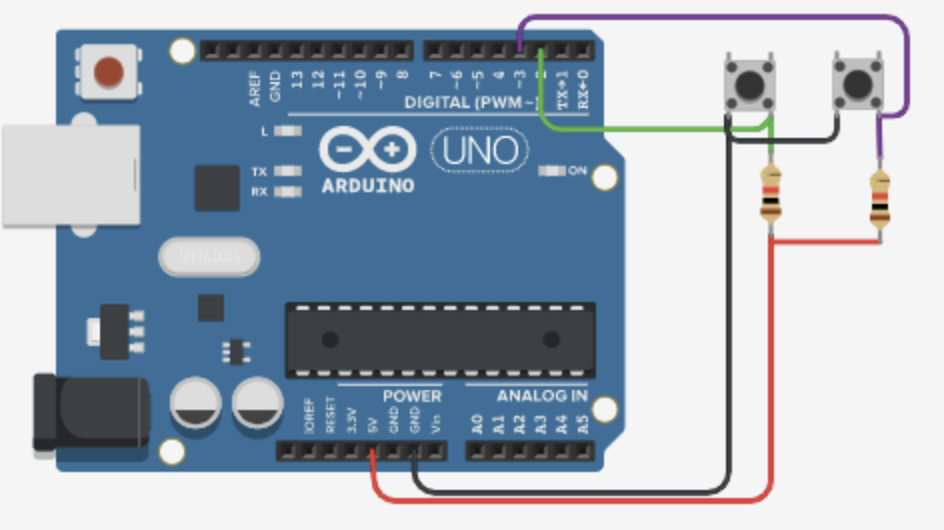 AREF
GND
13
12
~11
~10
~9
8
7
~6
~5
4
~3
TX→1
RX←0
DIGITAL (PWM ~)
L
TX
RX
UNO
ON
ARDUINO
POWER
ANALOG IN
IOREF
RESET
3.3V
5V
GND
GND
Vin
A0
A1
A2
A3
A4
A5